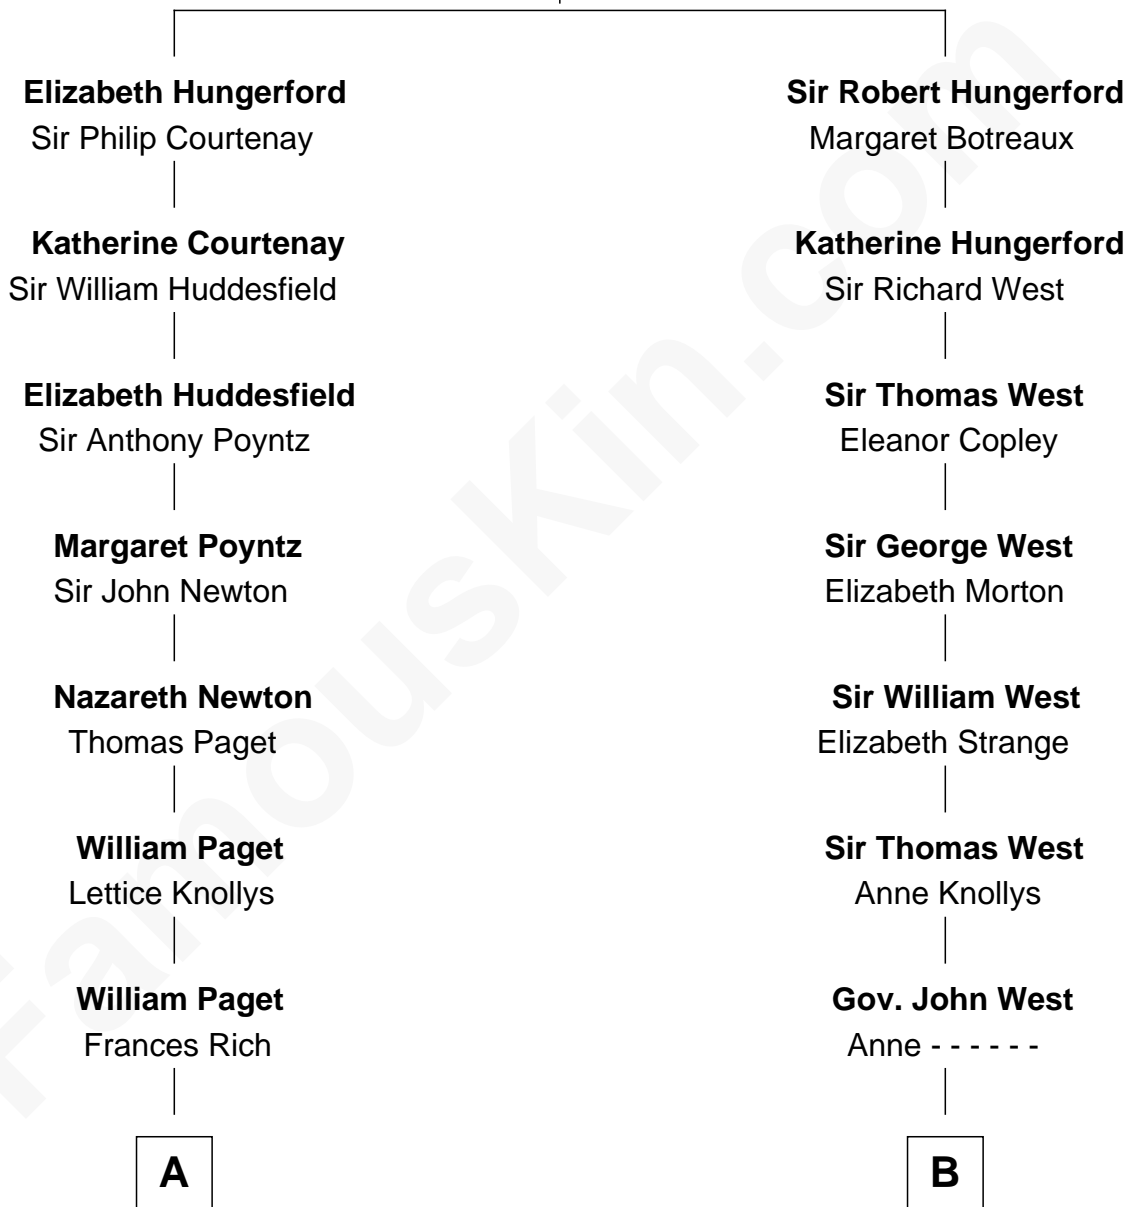 Elizabeth Hungerford
Sir Philip Courtenay
Katherine Courtenay
Sir William Huddesfield
Elizabeth Huddesfield
Sir Anthony Poyntz
Margaret Poyntz
Sir John Newton
Nazareth Newton
Thomas Paget
William Paget
Lettice Knollys
William Paget
Frances Rich
A
Sir Robert Hungerford
Margaret Botreaux
Katherine Hungerford
Sir Richard West
Sir Thomas West
Eleanor Copley
Sir George West
Elizabeth Morton
Sir William West
Elizabeth Strange
Sir Thomas West
Anne Knollys
Gov. John West
Anne - - - - - -
B
FamousKin.com